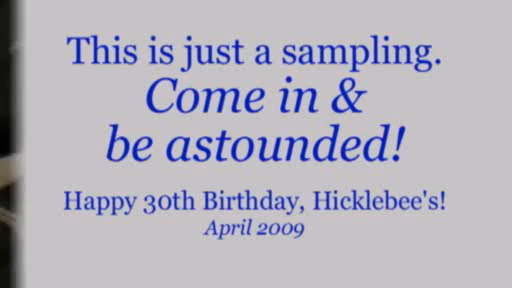 This is just a sampling.
Come in &
be astounded!
Happy 30th Birthday, Hicklebee's!
April 2009